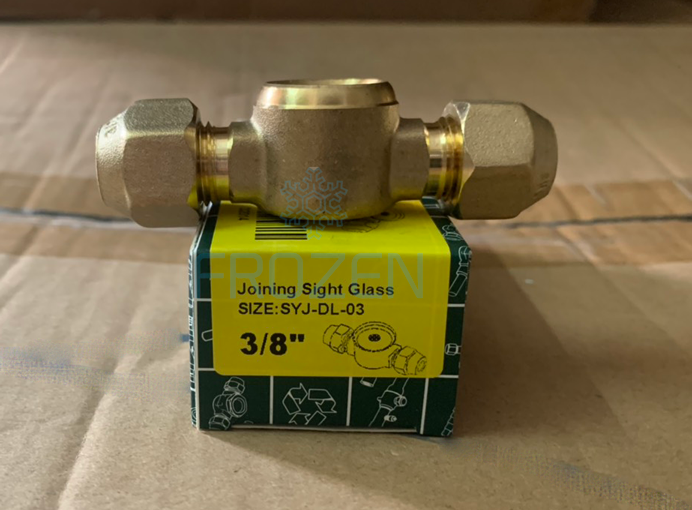 FROZEN
Joining Sight Glass
SIZE:SYJ-DL-03
3/8"